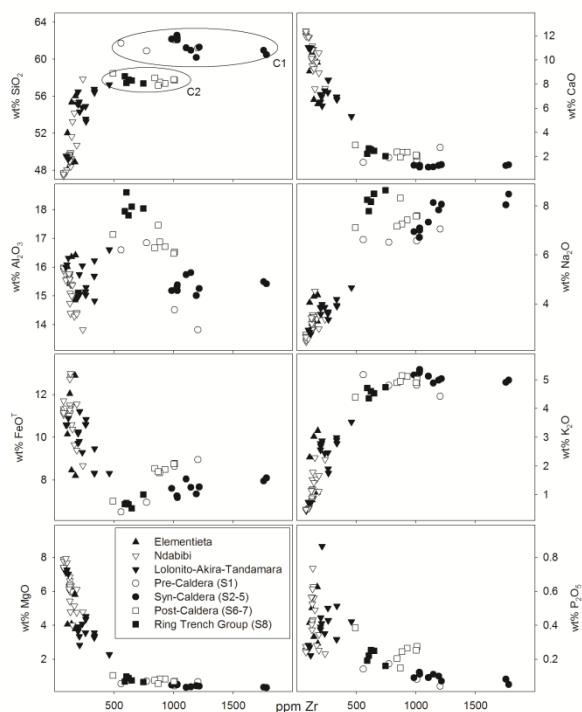 64
60
56
52
48
wt% SiO2
C1
C2
12
10
8
6
4
2
wt% CaO
18
17
16
15
14
wt% Al2O3
8
6
4
wt% Na2O
12
10
8
wt% FeOT
5
4
3
2
1
wt% K2O
8
6
4
2
wt% MgO
Elementieta
Ndabibi
Lolonito-Akira-Tandamara
Pre-Caldera (S1)
Syn-Caldera (S2-5)
Post-Caldera (S6-7)
Ring Trench Group (S8)
0.8
0.6
0.4
0.2
wt% P2O5
0 500 1000 1500
ppm Zr
0 500 1000 1500